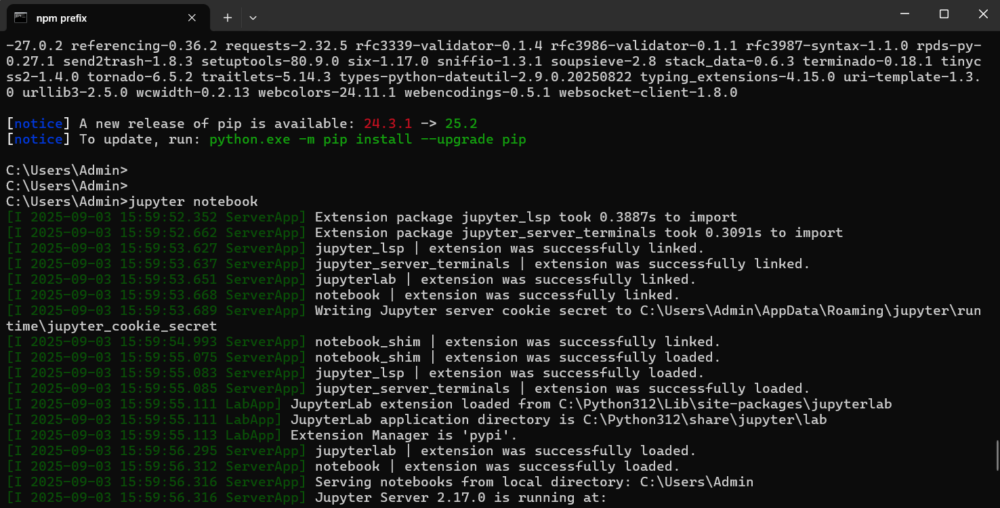 npm prefix
-27.0.2 referencing-0.36.2 requests-2.32.5 rfc3339-validator-0.1.4 rfc3986-validator-0.1.1 rfc3987-syntax-1.1.0 rpds-py-
0.27.1 send2trash-1.8.3 setuptools-80.9.0 six-1.17.0 sniffio-1.3.1 soupsieve-2.8 stack_data-0.6.3 terminado-0.18.1 tinyc
ss2-1.4.0 tornado-6.5.2 traitlets-5.14.3 types-python-dateutil-2.9.0.20250822 typing_extensions-4.15.0 uri-template-1.3.
0 urllib3-2.5.0 wcwidth-0.2.13 webcolors-24.11.1 webencodings-0.5.1 websocket-client-1.8.0
[notice] A new release of pip is available: 24.3.1 -> 25.2
[notice] To update, run: python.exe -m pip install --upgrade pip
C:\Users\Admin>
C:\Users\Admin>
C:\Users\Admin>jupyter notebook
[I 2025-09-03 15:59:52.352 ServerApp] Extension package jupyter_lsp took 0.3887s to import
[I 2025-09-03 15:59:52.662 ServerApp] Extension package jupyter_server_terminals took 0.3091s to import
[I 2025-09-03 15:59:53.627 ServerApp] jupyter_lsp | extension was successfully linked.
[I 2025-09-03 15:59:53.637 ServerApp] jupyter_server_terminals | extension was successfully linked.
[I 2025-09-03 15:59:53.651 ServerApp] jupyterlab | extension was successfully linked.
[I 2025-09-03 15:59:53.668 ServerApp] notebook | extension was successfully linked.
[I 2025-09-03 15:59:53.689 ServerApp] Writing Jupyter server cookie secret to C:\Users\Admin\AppData\Roaming\jupyter\run
time\jupyter_cookie_secret
[I 2025-09-03 15:59:54.993 ServerApp] notebook_shim | extension was successfully linked.
[I 2025-09-03 15:59:55.075 ServerApp] notebook_shim | extension was successfully loaded.
[I 2025-09-03 15:59:55.083 ServerApp] jupyter_lsp | extension was successfully loaded.
[I 2025-09-03 15:59:55.085 ServerApp] jupyter_server_terminals | extension was successfully loaded.
[I 2025-09-03 15:59:55.111 LabApp] JupyterLab extension loaded from C:\Python312\Lib\site-packages\jupyterlab
[I 2025-09-03 15:59:55.111 LabApp] JupyterLab application directory is C:\Python312\share\jupyter\lab
[I 2025-09-03 15:59:55.113 LabApp] Extension Manager is 'pypi'.
[I 2025-09-03 15:59:56.295 ServerApp] jupyterlab | extension was successfully loaded.
[I 2025-09-03 15:59:56.312 ServerApp] notebook | extension was successfully loaded.
[I 2025-09-03 15:59:56.316 ServerApp] Serving notebooks from local directory: C:\Users\Admin
[I 2025-09-03 15:59:56.316 ServerApp] Jupyter Server 2.17.0 is running at: